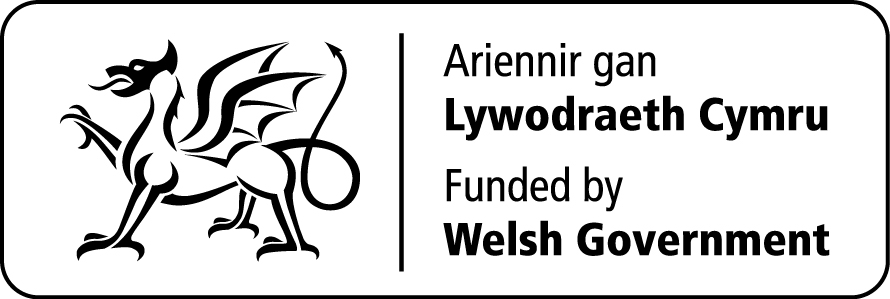 Ariennir gan
Lywodraeth Cymru
Funded by
Welsh Government